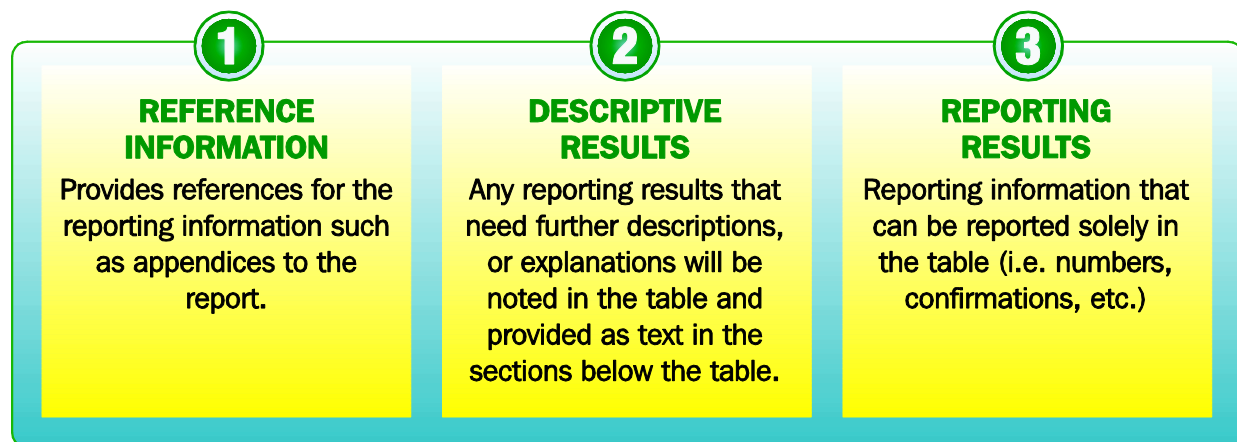 1
REFERENCE
INFORMATION
Provides references for the
reporting information such
as appendices to the
report.
2
DESCRIPTIVE
RESULTS
Any reporting results that
need further descriptions,
or explanations will be
noted in the table and
provided as text in the
sections below the table.
3
REPORTING
RESULTS
Reporting information that
can be reported solely in
the table (i.e. numbers,
confirmations, etc.)